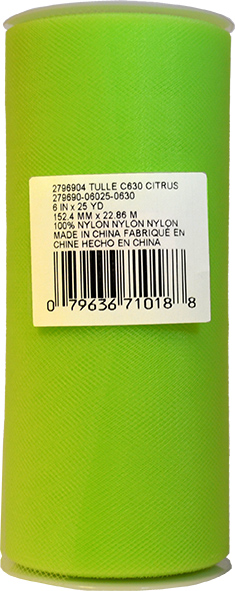 2796904 TULLE C630 CITRUS
279690-06025-0630
6 IN x 25 YD
152.4 MM x 22.86 M
100% NYLON NYLON NYLON
MADE IN CHINA FABRIQUÉ EN
CHINE HECHO EN CHINA
0 79636 71018 8